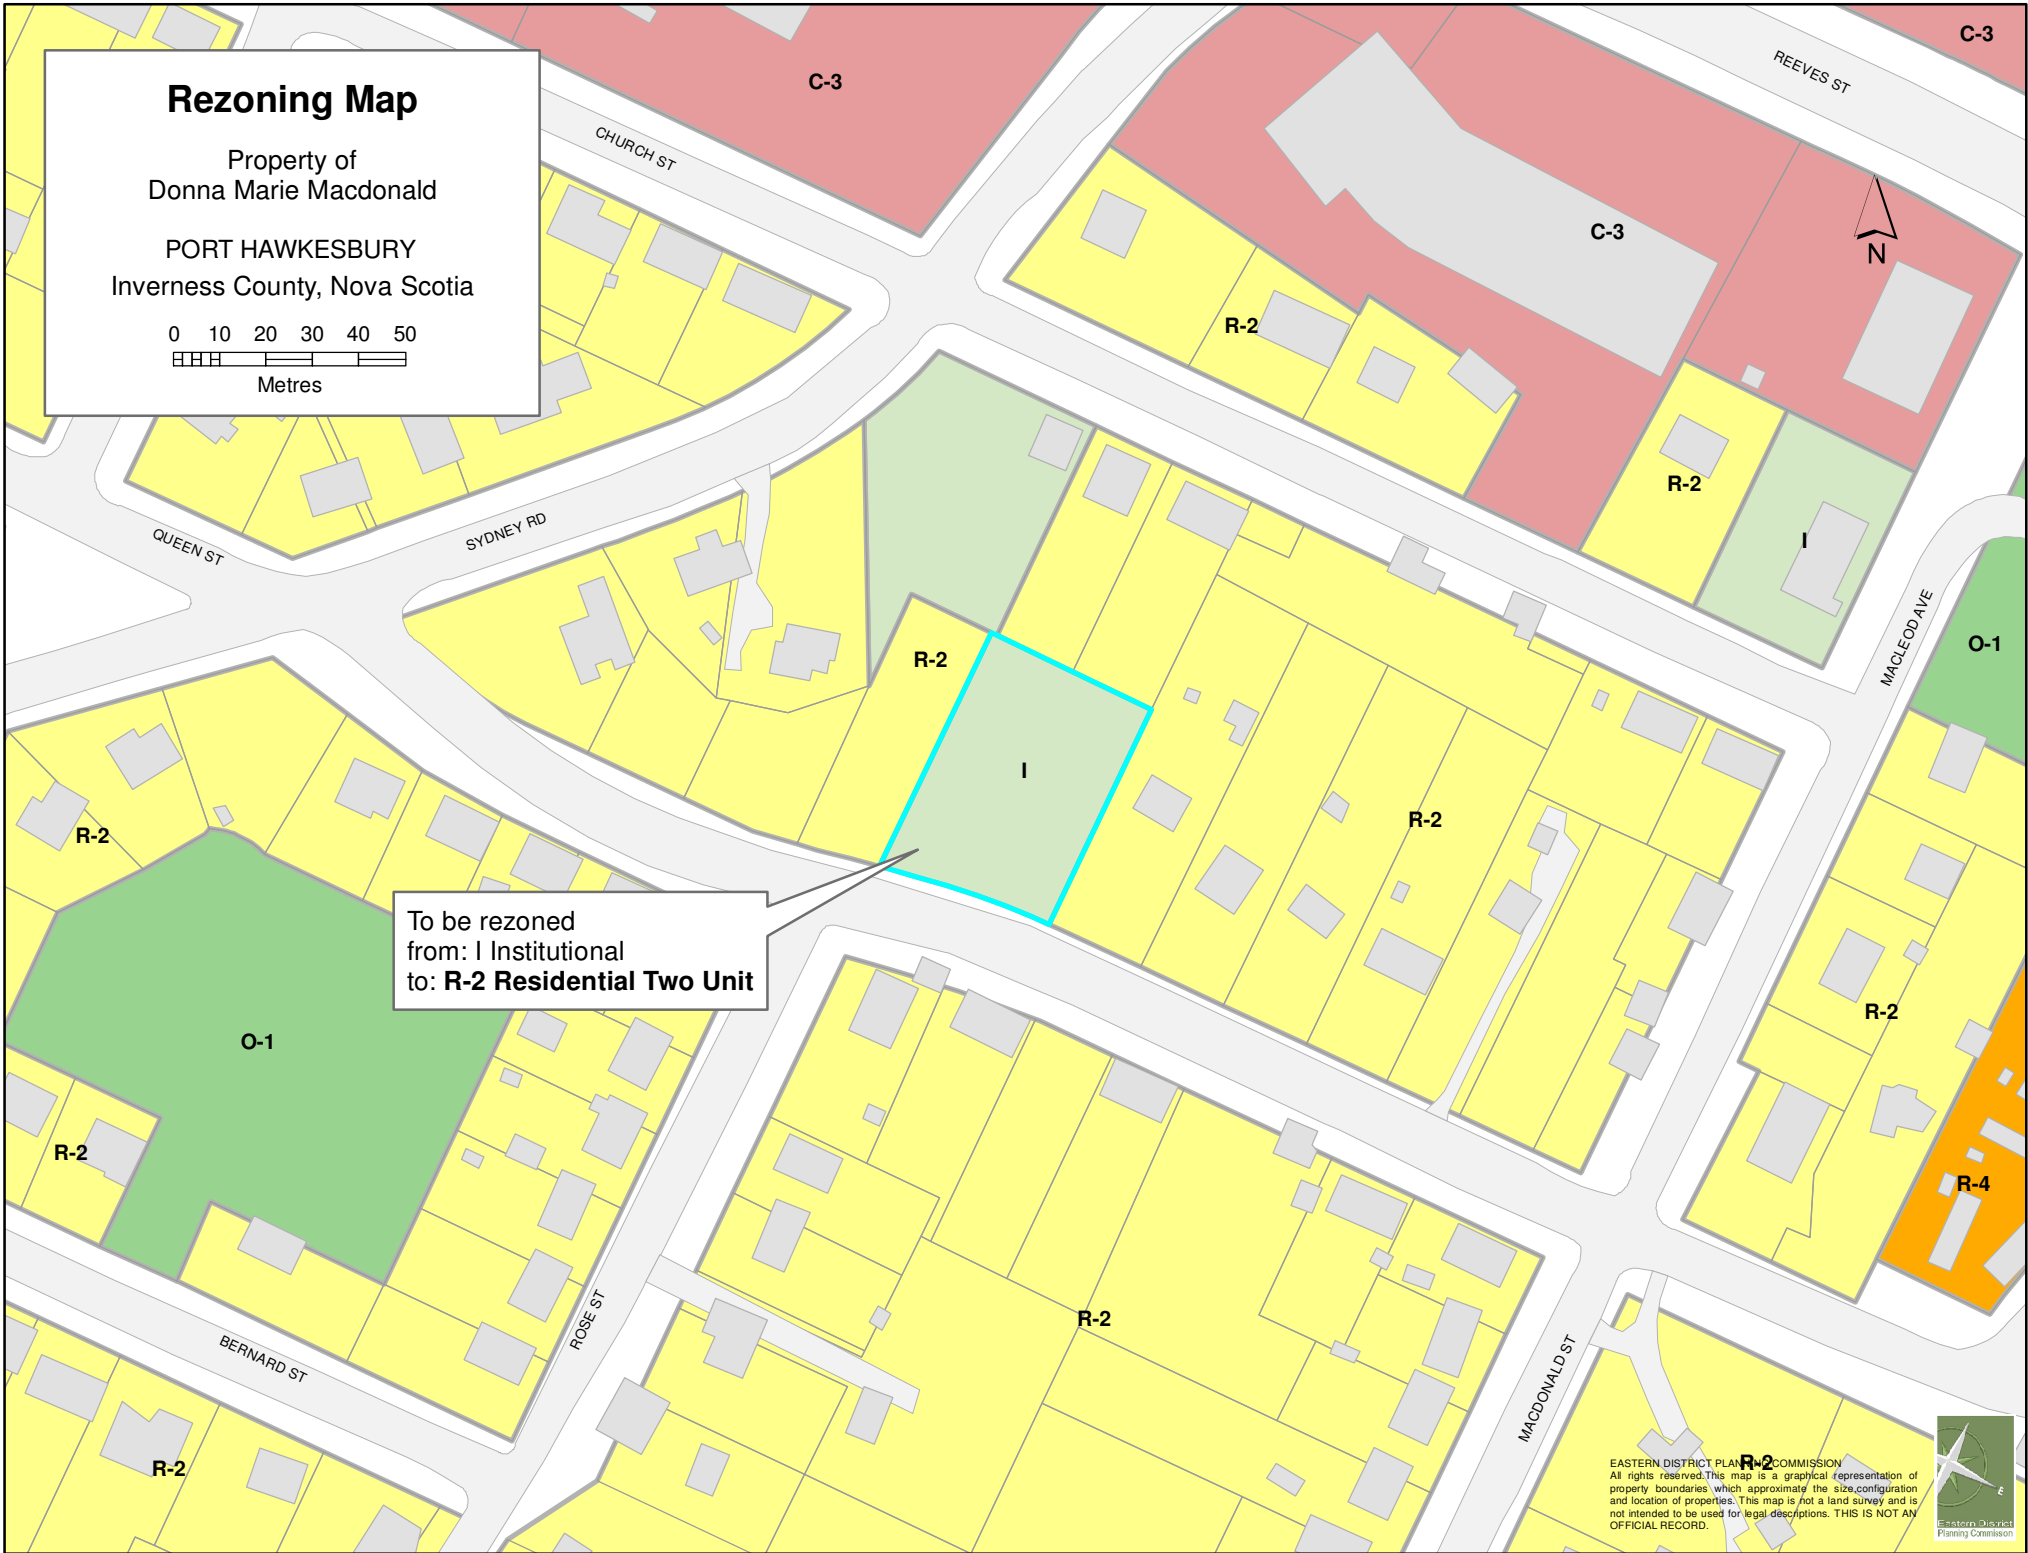 Rezoning Map
Property of
Donna Marie Macdonald
PORT HAWKESBURY
Inverness County, Nova Scotia
0 10 20 30 40 50
Metres
C-3
C-3
REEVES ST
CHURCH ST
C-3
N
R-2
R-2
I
QUEEN ST
SYDNEY RD
MACLEOD AVE
O-1
R-2
I
R-2
R-2
To be rezoned
from: I Institutional
to: R-2 Residential Two Unit
R-2
O-1
R-2
R-4
R-2
ROSE ST
BERNARD ST
MACDONALD ST
R-2
R-2
EASTERN DISTRICT PLANNING COMMISSION
All rights reserved.This map is a graphical representation of
property boundaries which approximate the size,configuration
and location of properties. This map is not a land survey and is
not intended to be used for legal descriptions. THIS IS NOT AN
OFFICIAL RECORD.
E
Eastern District
Planning Commission